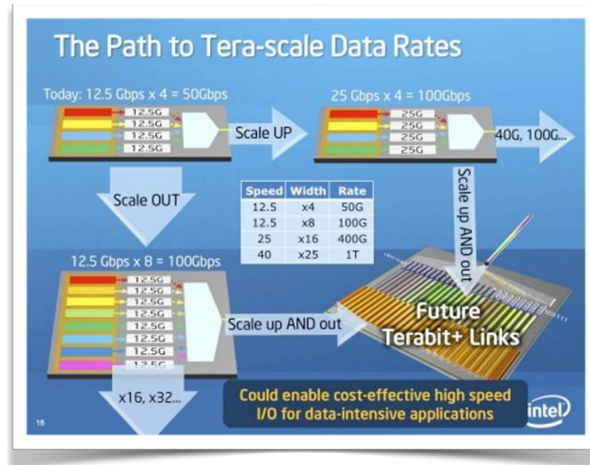 The Path to Tera-scale Data Rates
Today: 12.5 Gbps x 4 = 50Gbps
12.5G
12.5G
12.5G
12.5G
Scale UP
25 Gbps x 4 = 100Gbps
25G
25G
25G
25G
40G, 100G...
Scale OUT
Scale up AND out
Speed Width Rate
12.5 x4 50G
12.5 x8 100G
25 x16 400G
40 x25 1T
12.5 Gbps x 8 = 100Gbps
12.5G
12.5G
12.5G
12.5G
12.5G
12.5G
12.5G
12.5G
Scale up AND out
Future
Terabit+ Links
x16, x32...
Could enable cost-effective high speed
I/O for data-intensive applications
intel
18